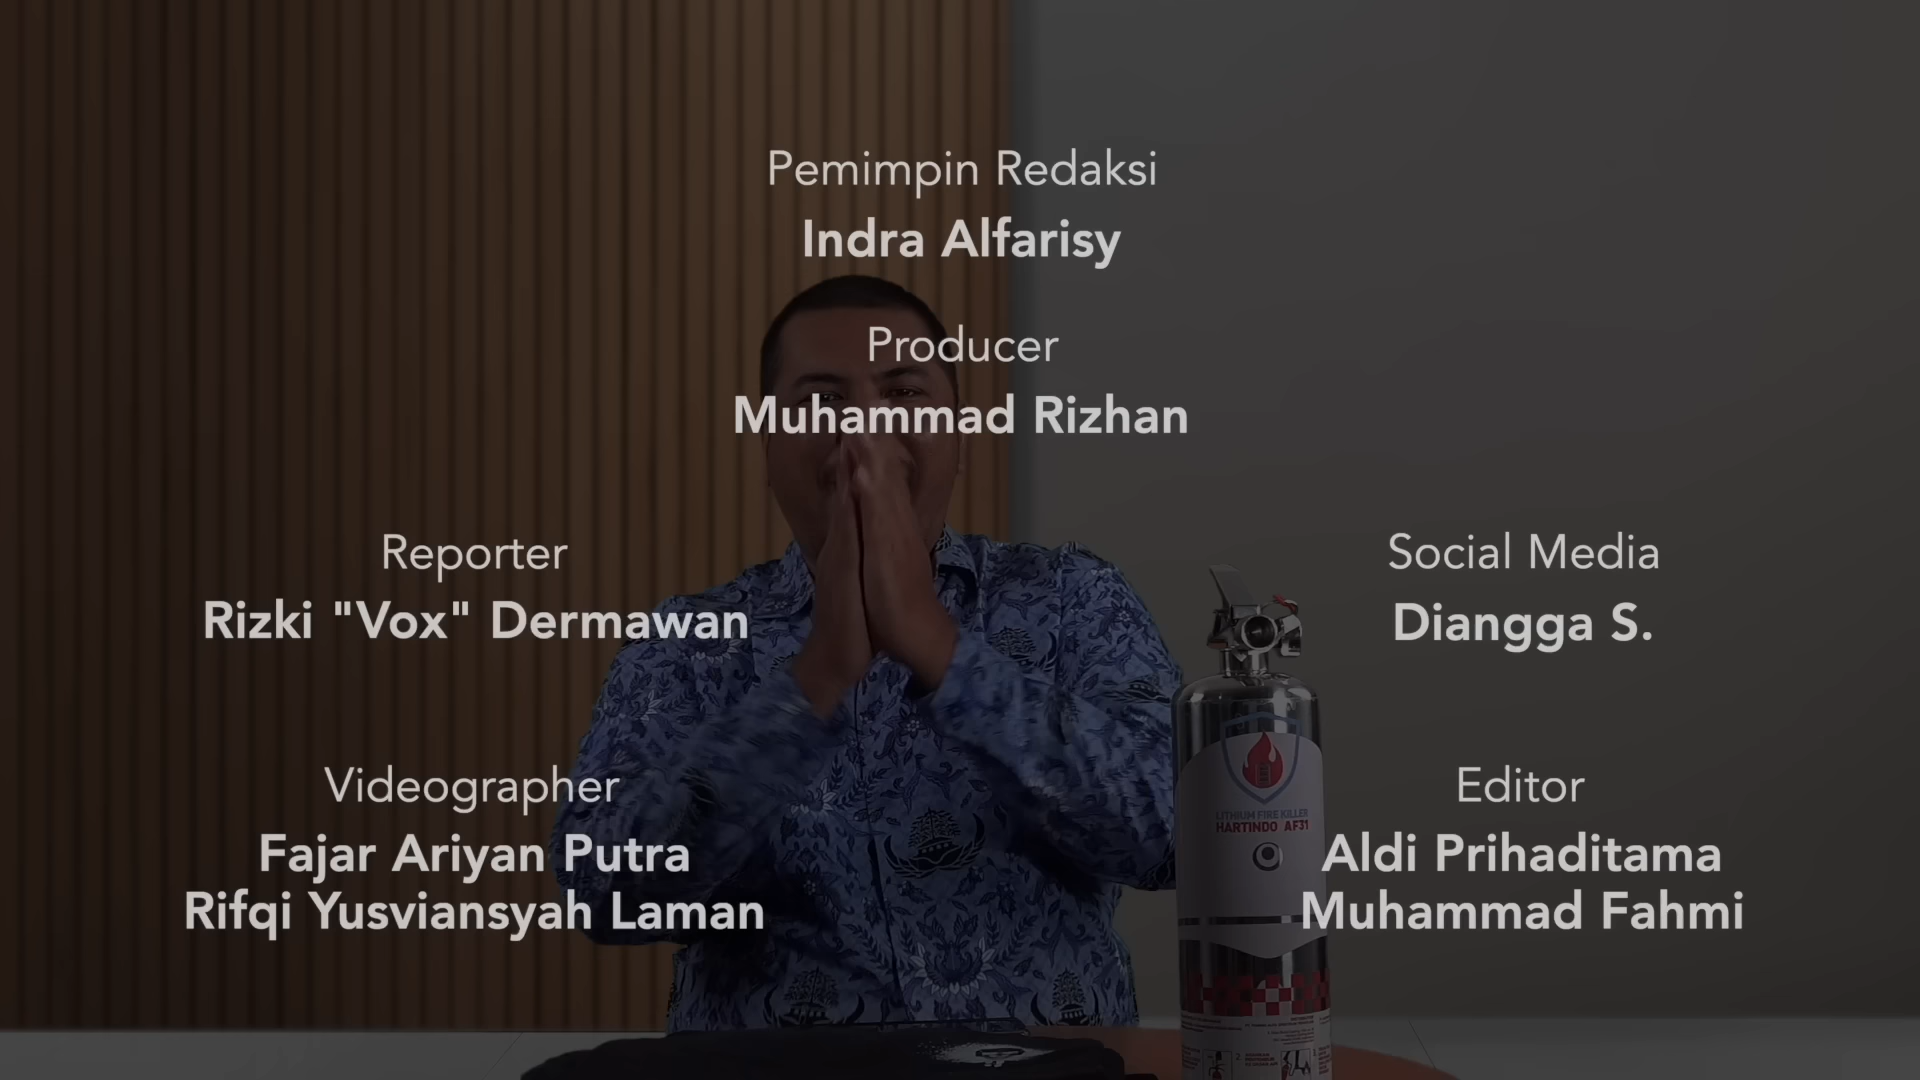 Pemimpin Redaksi
Indra Alfarisy
Producer
Muhammad Rizhan
Reporter
Rizki "Vox" Dermawan
Social Media
Diangga S.
Videographer
Fajar Ariyan Putra
Rifqi Yusviansyah Laman
Editor
Aldi Prihaditama
Muhammad Fahmi
LITHIUM FIRE KILLER
HARTINDO AF31